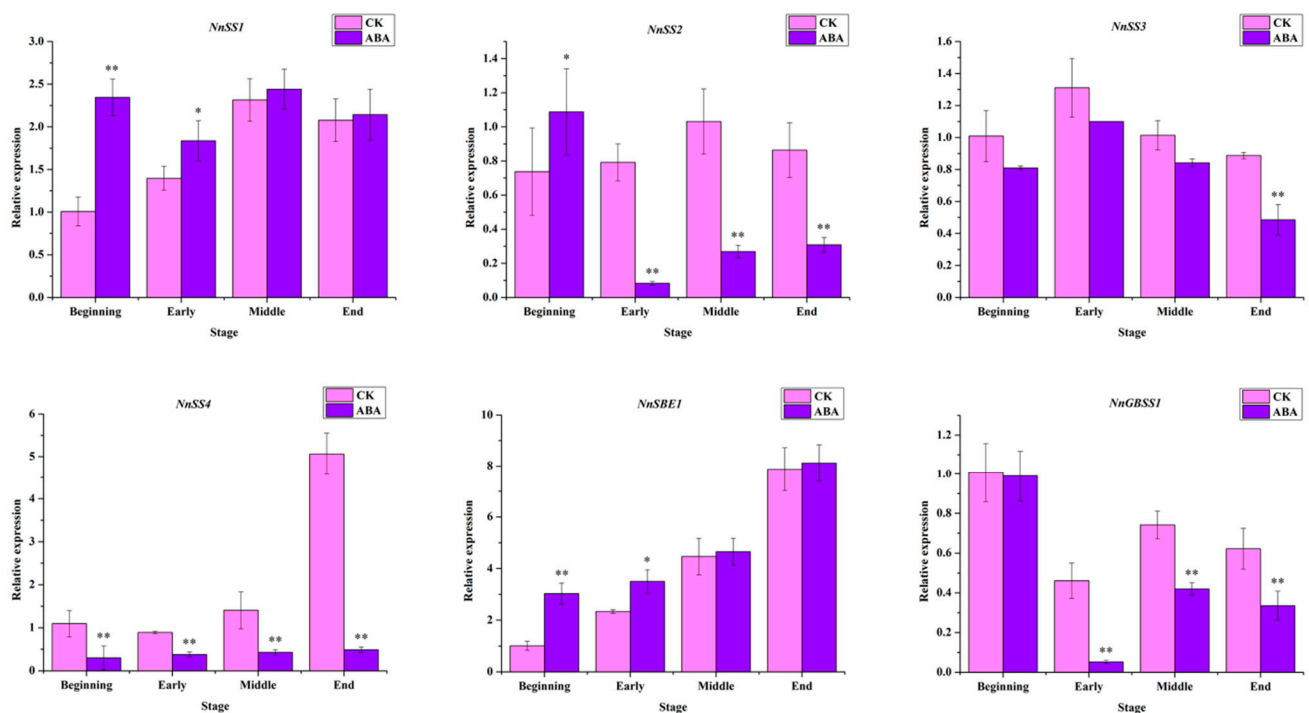 NnSS1
CK
ABA
3.0
2.5
2.0
1.5
1.0
0.5
0.0
Relative expression
**
*
Beginning Early Middle End
Stage
NnSS2
CK
ABA
1.4
1.2
1.0
0.8
0.6
0.4
0.2
0.0
Relative expression
*
**
**
**
Beginning Early Middle End
Stage
NnSS3
CK
ABA
1.6
1.4
1.2
1.0
0.8
0.6
0.4
0.2
0.0
Relative expression
**
Beginning Early Middle End
Stage
NnSS4
CK
ABA
6
5
4
3
2
1
0
Relative expression
**
**
**
**
Beginning Early Middle End
Stage
NnSBE1
CK
ABA
10
8
6
4
2
0
Relative expression
**
*
Beginning Early Middle End
Stage
NnGBSS1
CK
ABA
1.2
1.0
0.8
0.6
0.4
0.2
0.0
Relative expression
**
**
**
Beginning Early Middle End
Stage